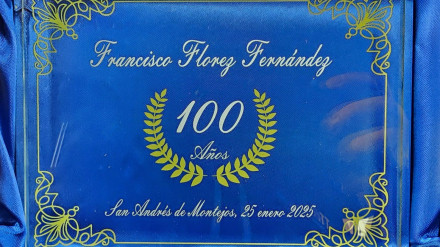 Francisco Florez Fernández
100
Años
San Andrés de Montejos, 25 enero 2025